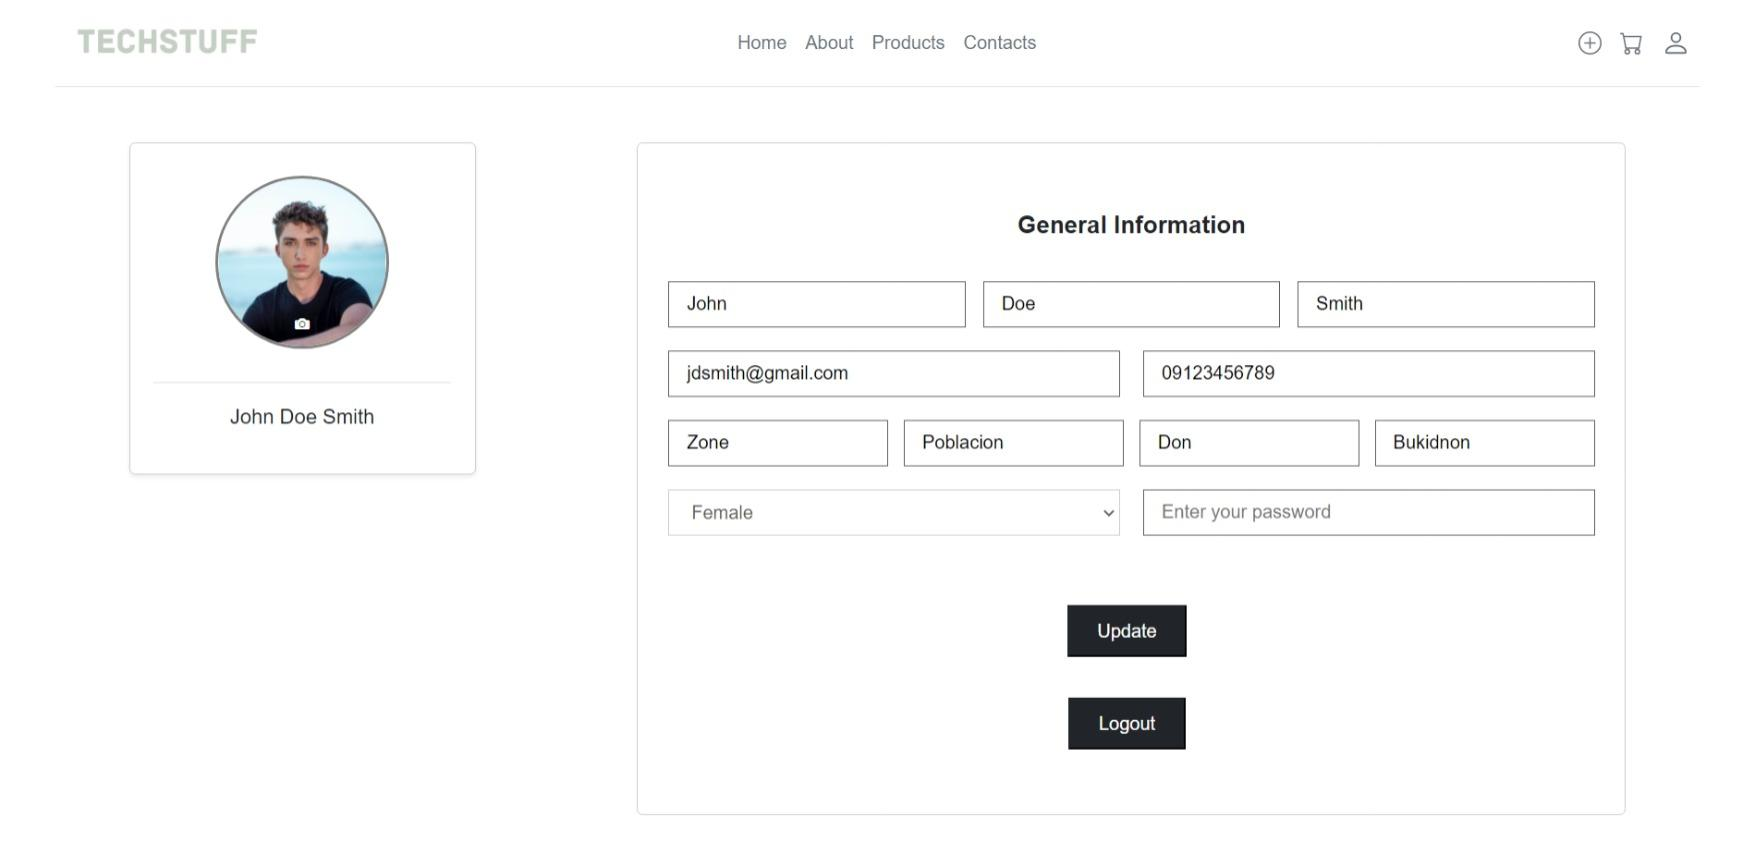 TECHSTUFF
Home About Products Contacts
John Doe Smith
General Information
John Doe Smith
jdsmith@gmail.com 09123456789
Zone Poblacion Don Bukidnon
Female Enter your password
Update
Logout